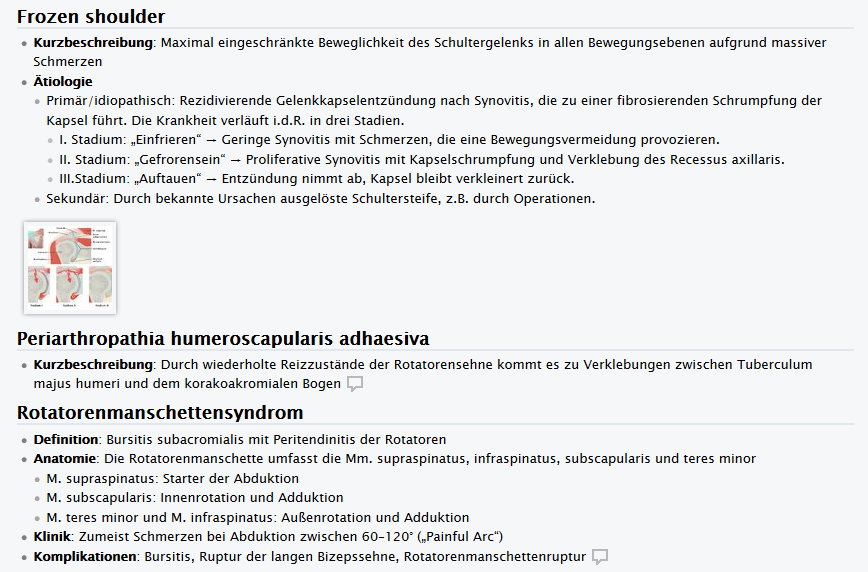 Frozen shoulder
Kurzbeschreibung: Maximal eingeschränkte Beweglichkeit des Schultergelenks in allen Bewegungsebenen aufgrund massiver
Schmerzen
Ätiologie
Primär/idiopathisch: Rezidivierende Gelenkkapselentzündung nach Synovitis, die zu einer fibrosierenden Schrumpfung der
Kapsel führt. Die Krankheit verläuft i.d.R. in drei Stadien.
I. Stadium: „Einfrieren“ → Geringe Synovitis mit Schmerzen, die eine Bewegungsvermeidung provozieren.
II. Stadium: „Gefrorensein“ → Proliferative Synovitis mit Kapselschrumpfung und Verklebung des Recessus axillaris.
III.Stadium: „Auftauen“ → Entzündung nimmt ab, Kapsel bleibt verkleinert zurück.
Sekundär: Durch bekannte Ursachen ausgelöste Schultersteife, z.B. durch Operationen.
Periarthropathia humeroscapularis adhaesiva
Kurzbeschreibung: Durch wiederholte Reizzustände der Rotatorensehne kommt es zu Verklebungen zwischen Tuberculum
majus humeri und dem korakoakromialen Bogen
Rotatorenmanschettensyndrom
Definition: Bursitis subacromialis mit Peritendinitis der Rotatoren
Anatomie: Die Rotatorenmanschette umfasst die Mm. supraspinatus, infraspinatus, subscapularis und teres minor
M. supraspinatus: Starter der Abduktion
M. subscapularis: Innenrotation und Adduktion
M. teres minor und M. infraspinatus: Außenrotation und Adduktion
Klinik: Zumeist Schmerzen bei Abduktion zwischen 60–120° („Painful Arc“)
Komplikationen: Bursitis, Ruptur der langen Bizepssehne, Rotatorenmanschettenruptur